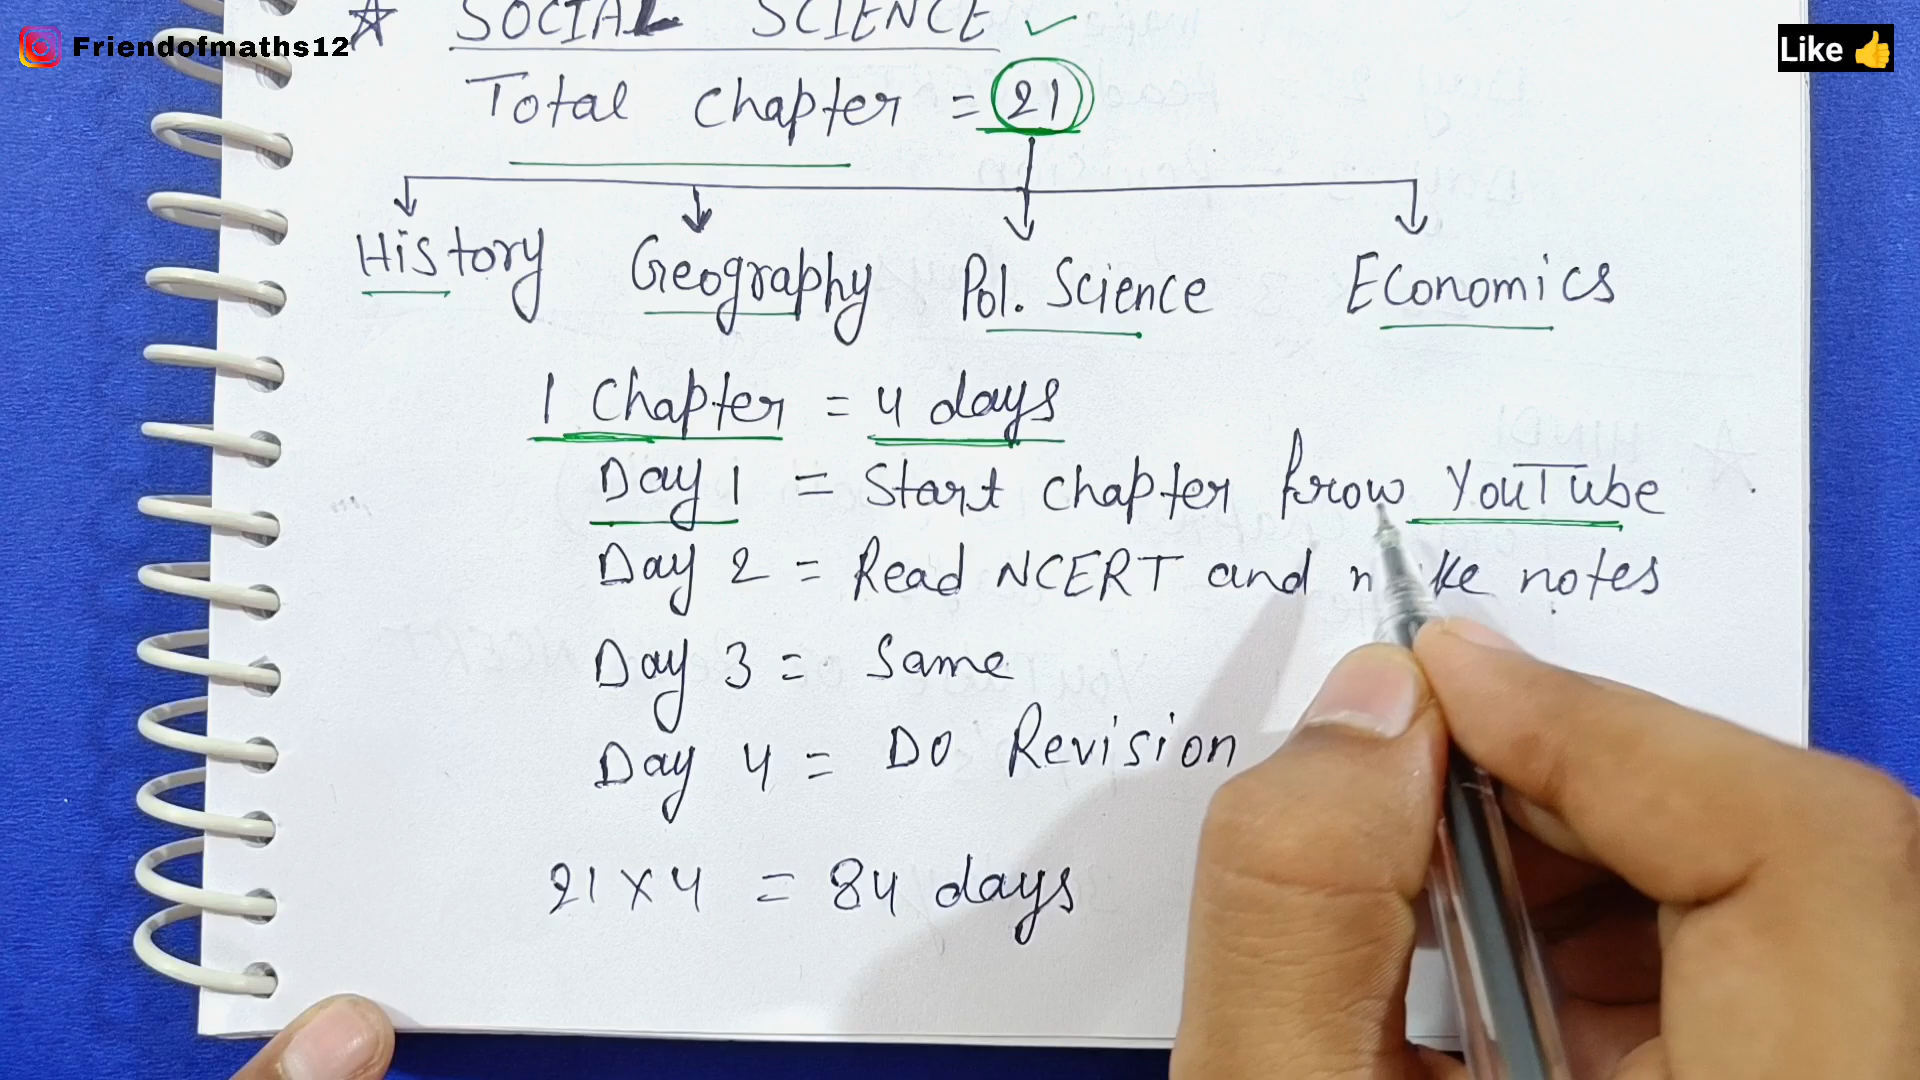 Friendofmaths12
Like
SOCIAL SCIENCE
Total chapter = 21
History Geography Pol. Science Economics
1 Chapter = 4 days
Day 1 = Start chapter from YouTube
Day 2 = Read NCERT and notes
Day 3 = Same
Day 4 = Do Revision
21 x 4 = 84 days